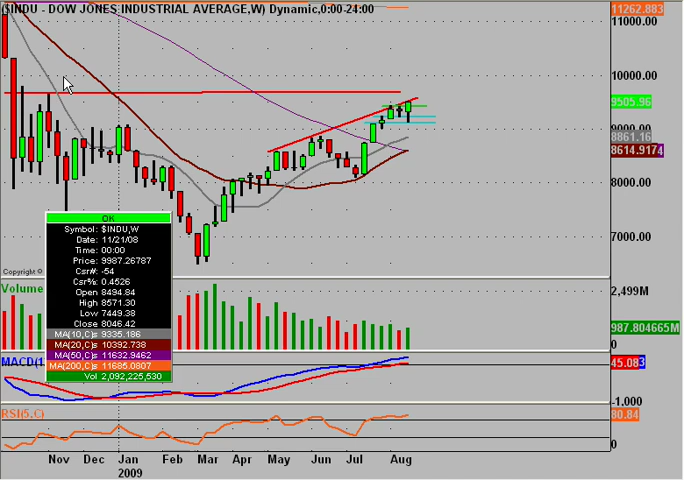 ($INDU - DOW JONES INDUSTRIAL AVERAGE,W) Dynamic,0:00-24:00
11262.883
11000.00
10000.00
9505.96
9000.00
8861.16
8614.9174
8000.00
7000.00
OK
Symbol: $INDU,W
Date: 11/21/08
Time: 00:00
Price: 9987.26787
Csr#: -54
Csr%: 0.4526
Open 8494.84
High 8571.30
Low 7449.38
Close 8046.42
MA(10,C)= 9335.186
MA(20,C)= 10392.738
MA(50,C)= 11632.9462
MA(200,C)= 11685.0807
Vol 2,092,225,530
Copyright ©
Volume
2,499M
987.804665M
0
MACD(1
45.083
-1.000
RSI(5,C)
80.84
0
Nov Dec Jan Feb Mar Apr May Jun Jul Aug
2009